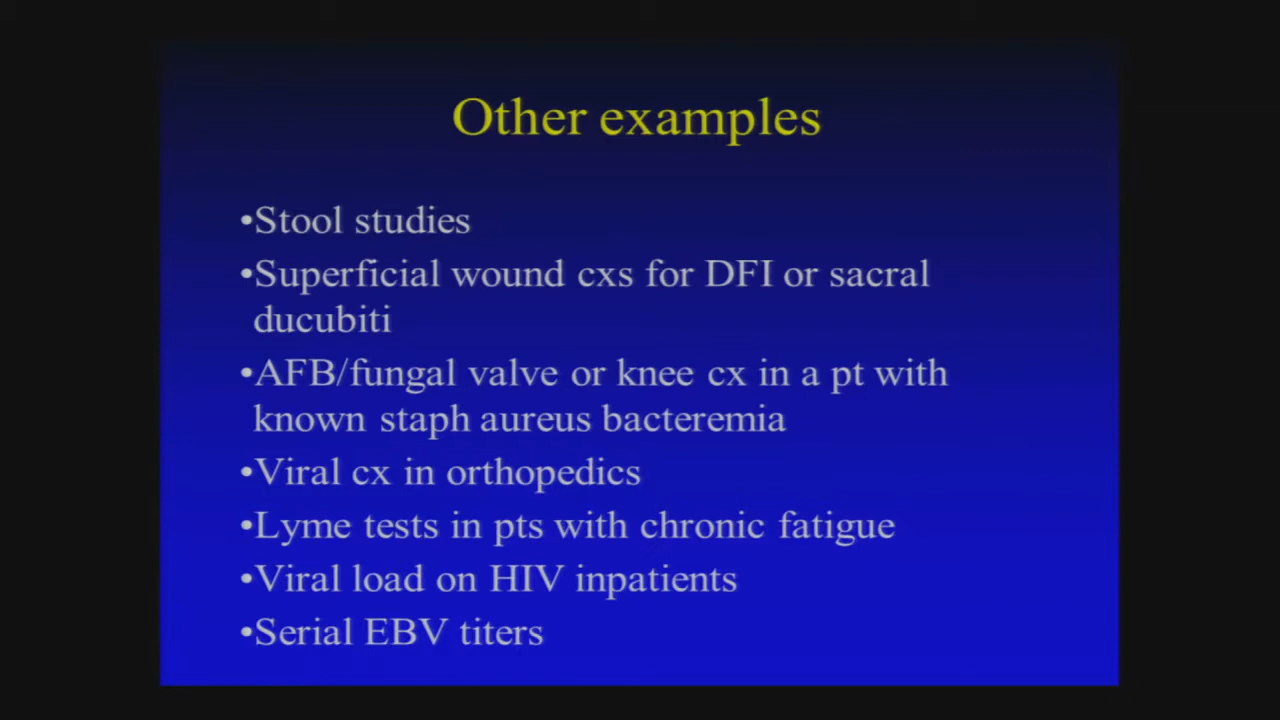 Other examples
•Stool studies
•Superficial wound cxs for DFI or sacral
ducubiti
•AFB/fungal valve or knee cx in a pt with
known staph aureus bacteremia
•Viral cx in orthopedics
•Lyme tests in pts with chronic fatigue
•Viral load on HIV inpatients
•Serial EBV titers